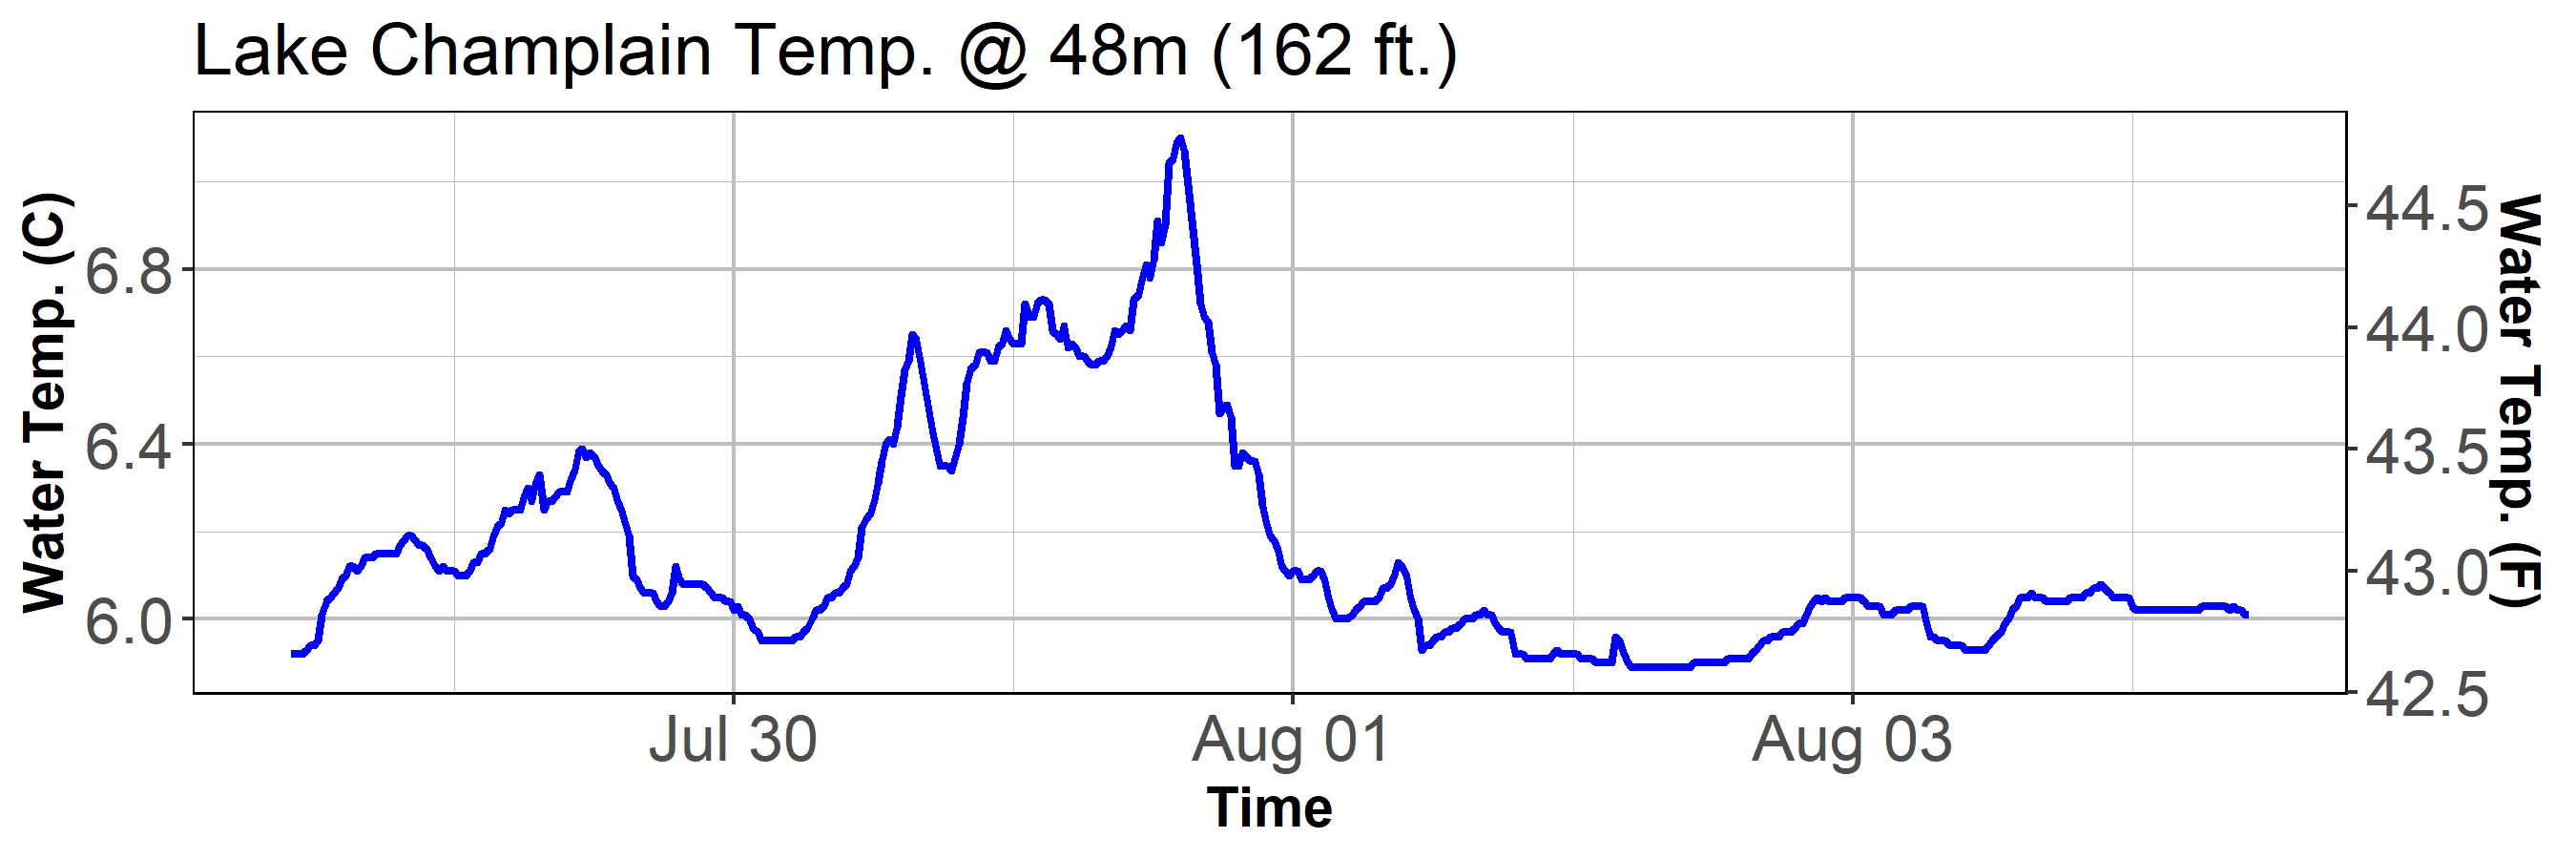 Lake Champlain Temp. @ 48m (162 ft.)
Water Temp. (C)
6.8
6.4
6.0
44.5
44.0
43.5
43.0
42.5
Water Temp. (F)
Jul 30
Aug 01
Aug 03
Time